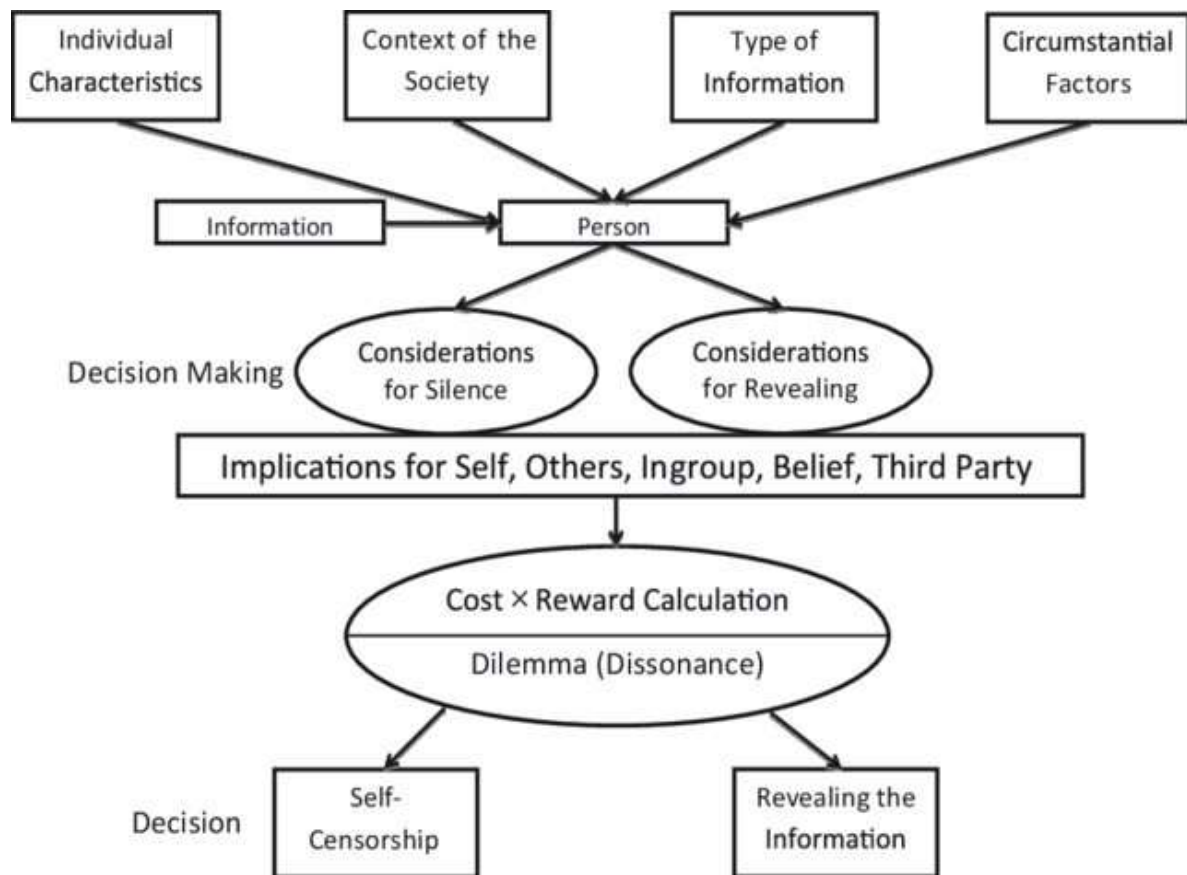 Individual
Characteristics
Context of the
Society
Type of
Information
Circumstantial
Factors
Information
Person
Decision Making
Considerations
for Silence
Considerations
for Revealing
Implications for Self, Others, Ingroup, Belief, Third Party
Cost × Reward Calculation
Dilemma (Dissonance)
Decision
Self-
Censorship
Revealing the
Information